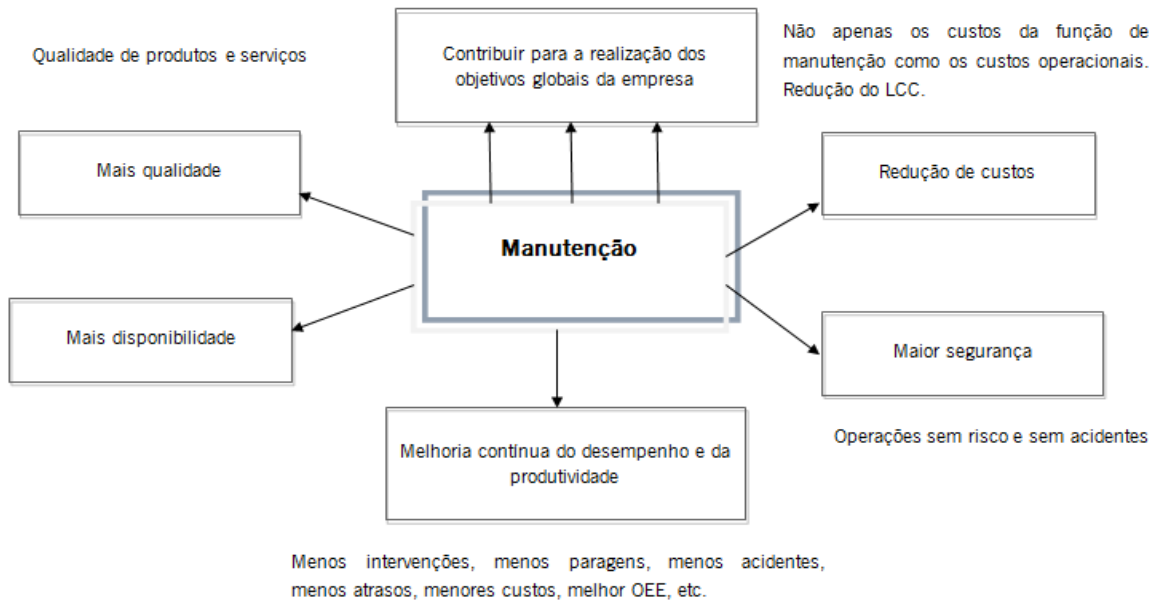 Qualidade de produtos e serviços
Contribuir para a realização dos
objetivos globais da empresa
Não apenas os custos da função de
manutenção como os custos operacionais.
Redução do LCC.
Mais qualidade
Redução de custos
Manutenção
Mais disponibilidade
Maior segurança
Operações sem risco e sem acidentes
Melhoria contínua do desempenho e da
produtividade
Menos intervenções, menos paragens, menos acidentes,
menos atrasos, menores custos, melhor OEE, etc.